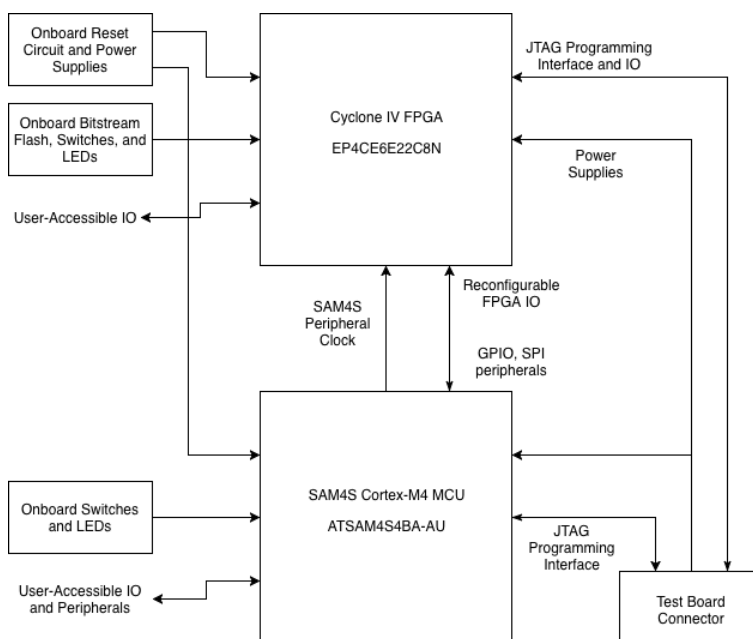 Onboard Reset
Circuit and Power
Supplies
JTAG Programming
Interface and IO
Cyclone IV FPGA
EP4CE6E22C8N
Onboard Bitstream
Flash, Switches, and
LEDs
Power
Supplies
User-Accessible IO
SAM4S
Peripheral
Clock
Reconfigurable
FPGA IO
GPIO, SPI
peripherals
SAM4S Cortex-M4 MCU
ATSAM4S4BA-AU
Onboard Switches
and LEDs
JTAG
Programming
Interface
User-Accessible IO
and Peripherals
Test Board
Connector